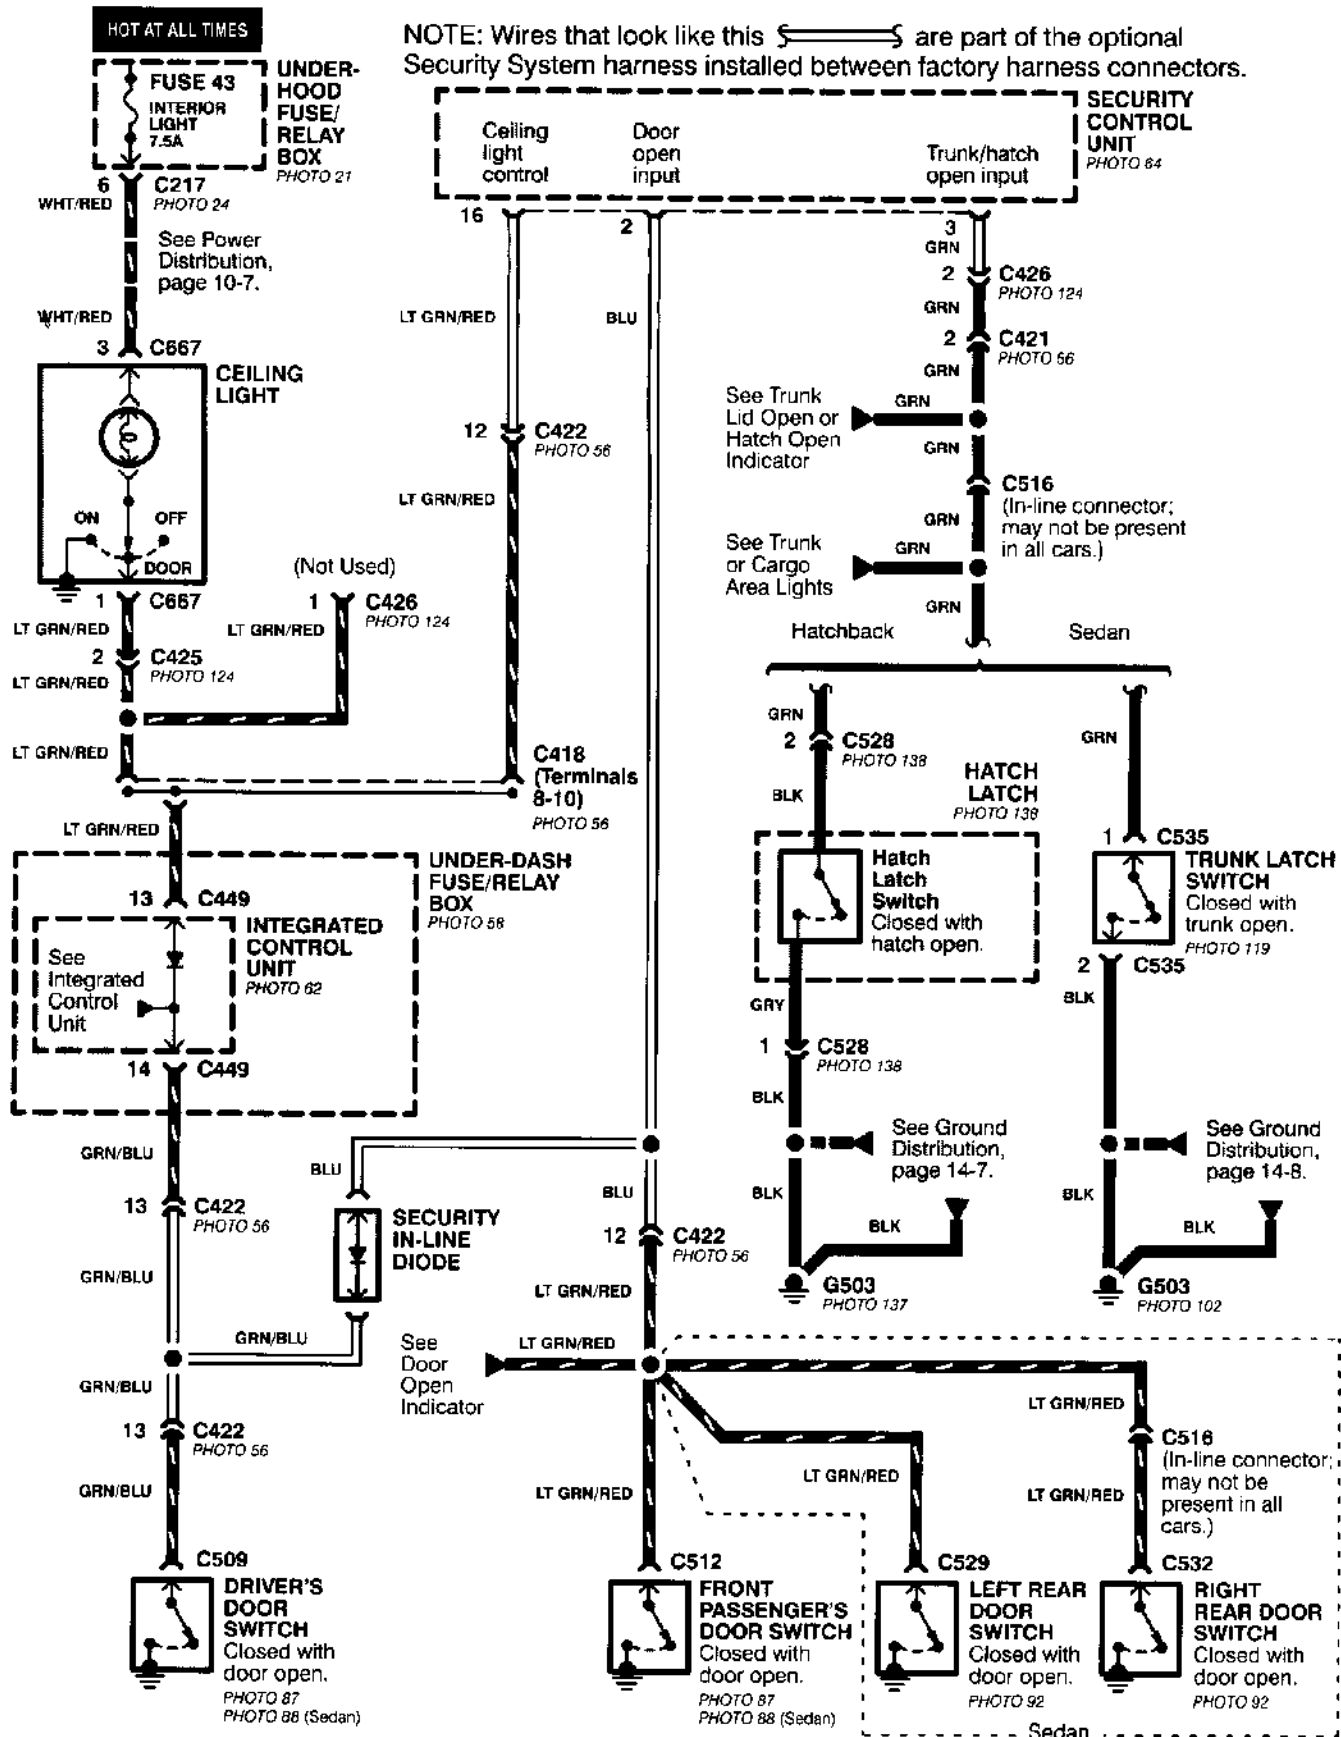 HOT AT ALL TIMES
NOTE: Wires that look like this are part of the optional
Security System harness installed between factory harness connectors.
FUSE 43
INTERIOR
LIGHT
7.5A
UNDER-
HOOD
FUSE/
RELAY
BOX
PHOTO 21
Ceiling
light
control
Door
open
input
Trunk/hatch
open input
SECURITY
CONTROL
UNIT
PHOTO 64
6
C217
PHOTO 24
WHT/RED
See Power
Distribution,
page 10-7.
WHT/RED
3
C667
CEILING
LIGHT
ON
OFF
DOOR
1
C667
LT GRN/RED
2
C425
PHOTO 124
LT GRN/RED
LT GRN/RED
(Not Used)
1
C426
PHOTO 124
LT GRN/RED
16
LT GRN/RED
12
C422
PHOTO 56
LT GRN/RED
C418
(Terminals
8-10)
PHOTO 56
2
BLU
3
GRN
2
C426
PHOTO 124
GRN
2
C421
PHOTO 56
GRN
See Trunk
Lid Open or
Hatch Open
Indicator
GRN
GRN
C516
(In-line connector;
may not be present
in all cars.)
GRN
See Trunk
or Cargo
Area Lights
GRN
GRN
Hatchback
Sedan
GRN
2
C528
PHOTO 138
BLK
HATCH
LATCH
PHOTO 138
Hatch
Latch
Switch
Closed with
hatch open.
GRY
1
C528
PHOTO 138
BLK
See Ground
Distribution,
page 14-7.
BLK
BLK
G503
PHOTO 137
GRN
1
C535
TRUNK LATCH
SWITCH
Closed with
trunk open.
PHOTO 119
2
C535
BLK
See Ground
Distribution,
page 14-8.
BLK
BLK
G503
PHOTO 102
LT GRN/RED
UNDER-DASH
FUSE/RELAY
BOX
PHOTO 58
13
C449
INTEGRATED
CONTROL
UNIT
PHOTO 62
See
Integrated
Control
Unit
14
C449
GRN/BLU
13
C422
PHOTO 56
GRN/BLU
BLU
SECURITY
IN-LINE
DIODE
GRN/BLU
GRN/BLU
13
C422
PHOTO 56
GRN/BLU
C509
DRIVER'S
DOOR
SWITCH
Closed with
door open.
PHOTO 87
PHOTO 88 (Sedan)
BLU
12
C422
PHOTO 56
LT GRN/RED
See
Door
Open
Indicator
LT GRN/RED
LT GRN/RED
C512
FRONT
PASSENGER'S
DOOR SWITCH
Closed with
door open.
PHOTO 87
PHOTO 88 (Sedan)
LT GRN/RED
C529
LEFT REAR
DOOR
SWITCH
Closed with
door open.
PHOTO 92
LT GRN/RED
C516
(In-line connector;
may not be
present in all
cars.)
LT GRN/RED
C532
RIGHT
REAR DOOR
SWITCH
Closed with
door open.
PHOTO 92
Sedan